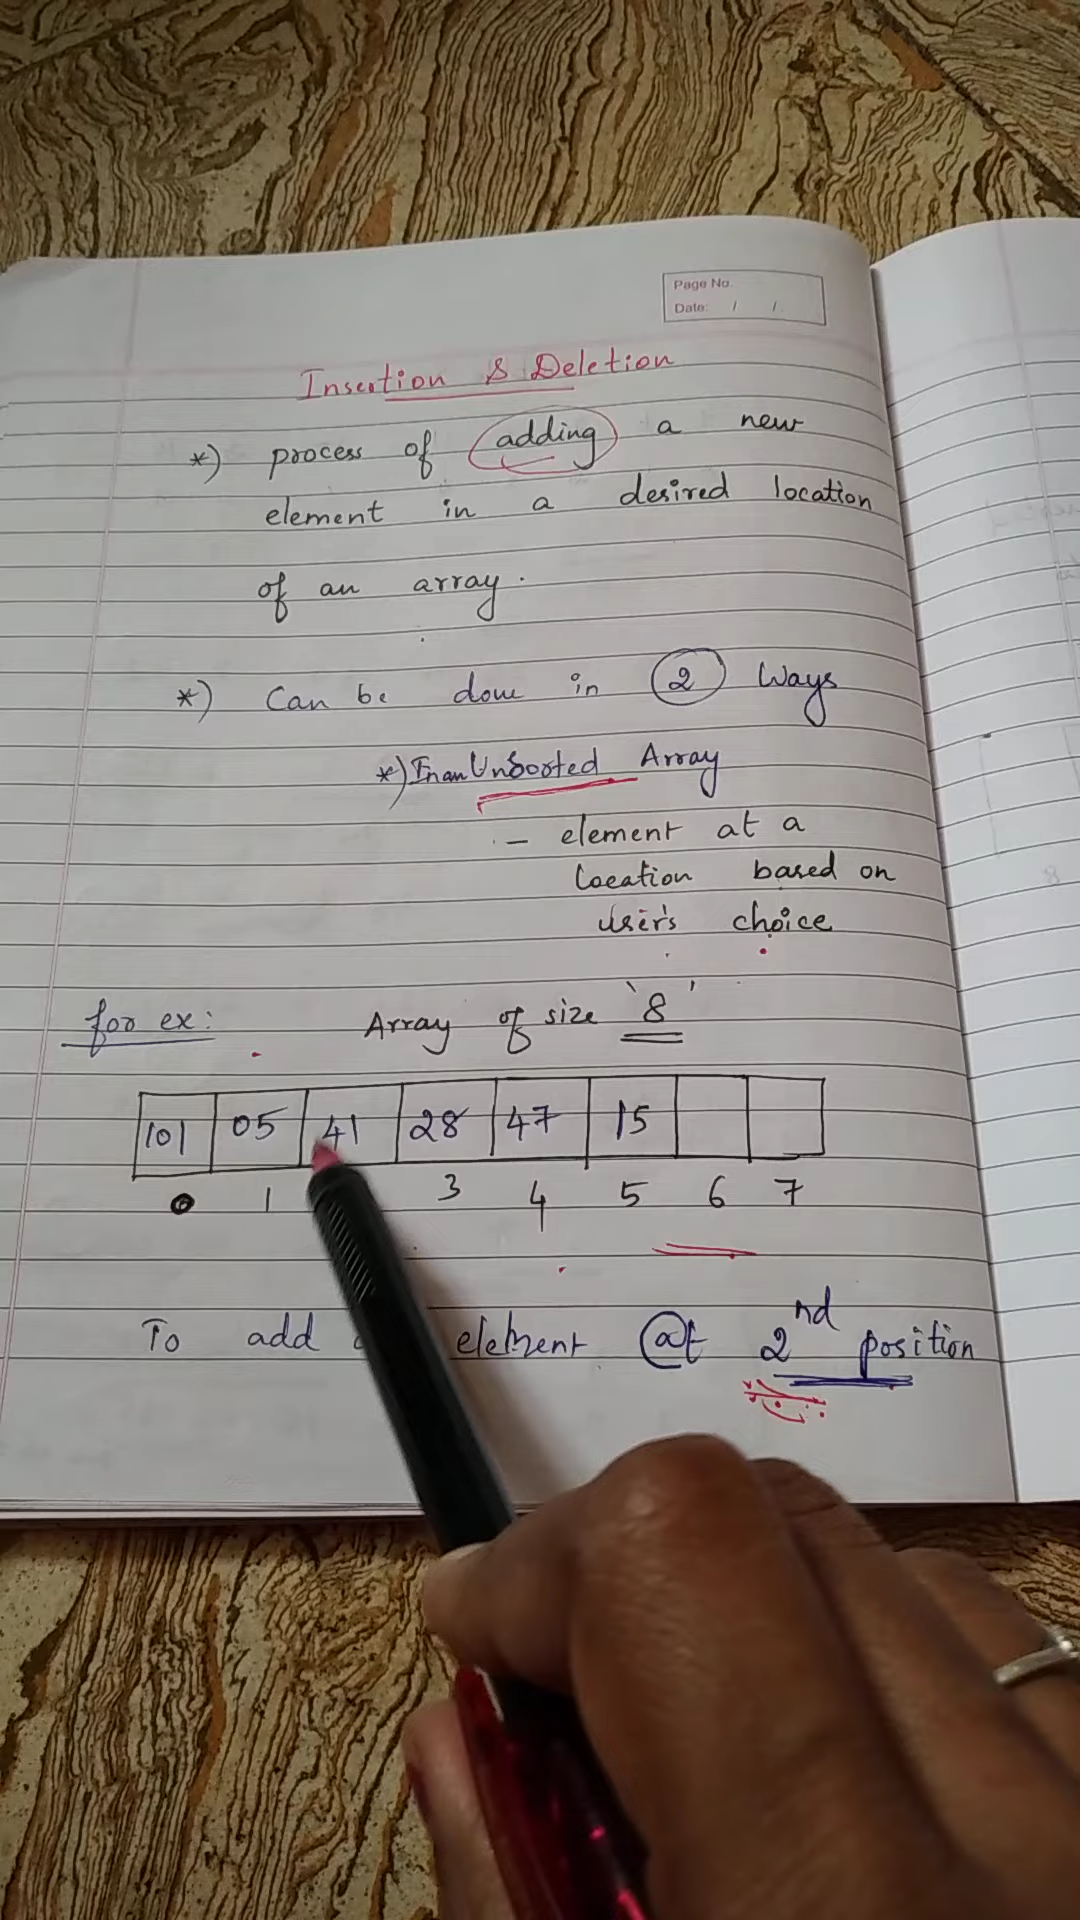 Page No.
Date: / /
Insertion & Deletion
*) process of adding a new
element in a desired location
of an array.
*) Can be done in 2 Ways
*) In an Unsorted Array
- element at a
location based on
user's choice
for ex: Array of size '8'
101 05 41 28 47 15
0 1 3 4 5 6 7
To add element @ 2nd position